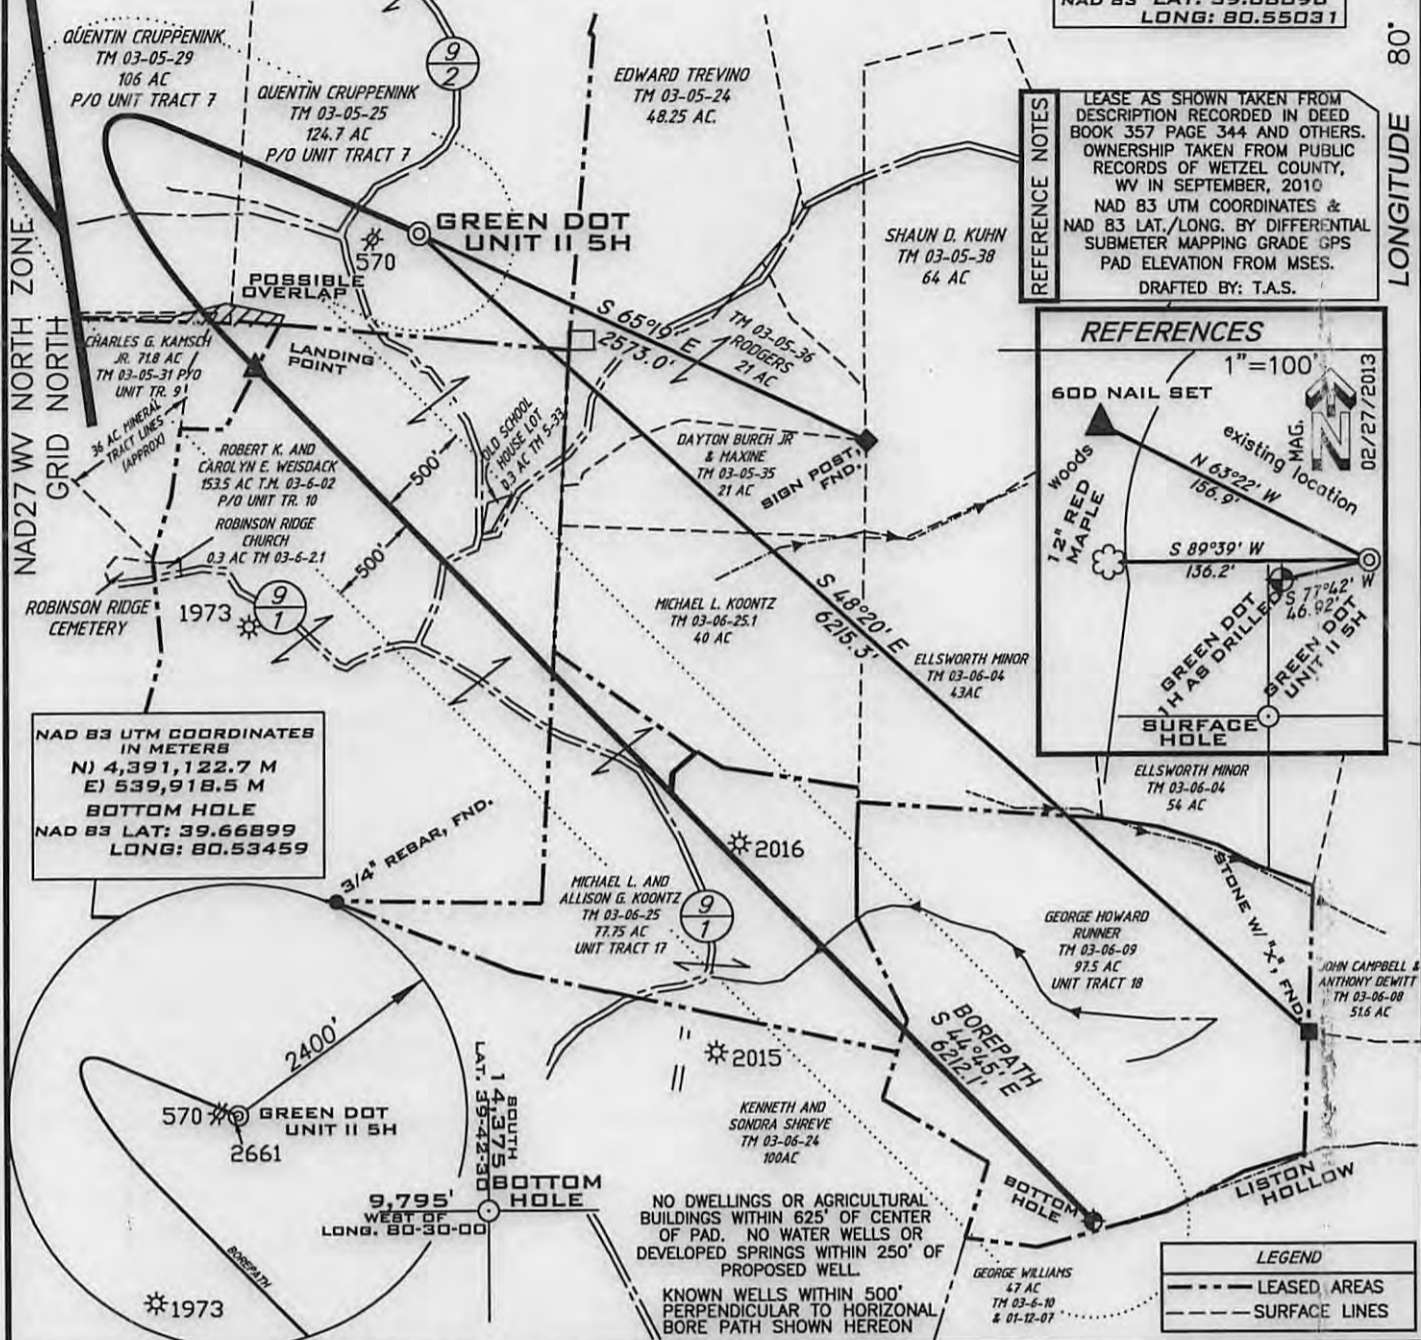 NAD 83 LAT: 39.68898
LONG: 80.55031
80°
LONGITUDE
QUENTIN CRUPPENINK
TM 03-05-29
106 AC
P/O UNIT TRACT 7
QUENTIN CRUPPENINK
TM 03-05-25
124.7 AC
P/O UNIT TRACT 7
9
2
EDWARD TREVINO
TM 03-05-24
48.25 AC.
REFERENCE NOTES
LEASE AS SHOWN TAKEN FROM
DESCRIPTION RECORDED IN DEED
BOOK 357 PAGE 344 AND OTHERS.
OWNERSHIP TAKEN FROM PUBLIC
RECORDS OF WETZEL COUNTY,
WV IN SEPTEMBER, 2010
NAD 83 UTM COORDINATES &
NAD 83 LAT./LONG. BY DIFFERENTIAL
SUBMETER MAPPING GRADE GPS
PAD ELEVATION FROM MSES.
DRAFTED BY: T.A.S.
NAD27 WV NORTH ZONE
GRID NORTH
GREEN DOT
UNIT II 5H
570
POSSIBLE
OVERLAP
SHAUN D. KUHN
TM 03-05-38
64 AC
S 65°19' E
2573.0'
TM 03-05-36
RODGERS
21 AC
CHARLES G. KAMSCH
JR. 71.8 AC
TM 03-05-31 P/O
UNIT TR. 9
LANDING
POINT
36 AC MINERAL
TRACT LINES
(APPROX)
ROBERT K. AND
CAROLYN E. WEISDACK
153.5 AC T.M. 03-6-02
P/O UNIT TR. 10
OLD SCHOOL
HOUSE LOT
0.3 AC TM 5-33
500'
500'
DAYTON BURCH JR
& MAXINE
TM 03-05-35
21 AC
SIGN POST,
FND.
ROBINSON RIDGE
CHURCH
0.3 AC TM 03-6-2.1
ROBINSON RIDGE
CEMETERY
1973
9
1
MICHAEL L. KOONTZ
TM 03-06-25.1
40 AC
S 48°20' E
6215.3'
ELLSWORTH MINOR
TM 03-06-04
43AC
REFERENCES
1"=100'
60D NAIL SET
MAG.
N
02/27/2013
woods
12" RED
MAPLE
existing location
N 63°22' W
156.9'
S 89°39' W
136.2'
S 77°42' W
46.92'
GREEN DOT
1H AS DRILLED
GREEN DOT
UNIT II 5H
SURFACE
HOLE
ELLSWORTH MINOR
TM 03-06-04
54 AC
NAD 83 UTM COORDINATES
IN METERS
N) 4,391,122.7 M
E) 539,918.5 M
BOTTOM HOLE
NAD 83 LAT: 39.66899
LONG: 80.53459
3/4" REBAR, FND.
2016
MICHAEL L. AND
ALLISON G. KOONTZ
TM 03-06-25
77.75 AC
UNIT TRACT 17
9
1
GEORGE HOWARD
RUNNER
TM 03-06-09
97.5 AC
UNIT TRACT 18
STONE W/ "X", FND.
JOHN CAMPBELL &
ANTHONY DEWITT
TM 03-06-08
51.6 AC
BOREPATH
S 44°45' E
6212.1'
2400'
570
GREEN DOT
UNIT II 5H
2661
BOREPATH
1973
2015
KENNETH AND
SONDRA SHREVE
TM 03-06-24
100AC
SOUTH
14,375
LAT. 39-42-30
BOTTOM
HOLE
9,795'
WEST OF
LONG. 80-30-00
NO DWELLINGS OR AGRICULTURAL
BUILDINGS WITHIN 625' OF CENTER
OF PAD. NO WATER WELLS OR
DEVELOPED SPRINGS WITHIN 250' OF
PROPOSED WELL.
KNOWN WELLS WITHIN 500'
PERPENDICULAR TO HORIZONAL
BORE PATH SHOWN HEREON
BOTTOM
HOLE
LISTON
HOLLOW
GEORGE WILLIAMS
47 AC
TM 03-6-10
& 01-12-07
LEGEND
LEASED AREAS
SURFACE LINES